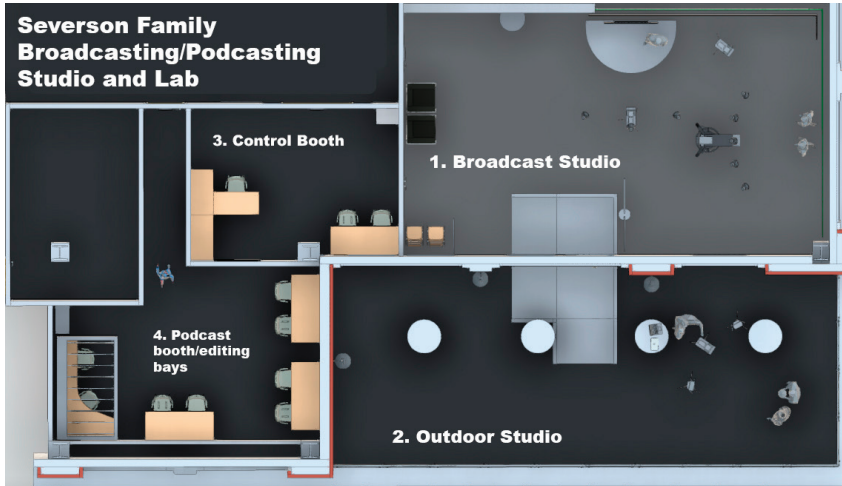 Severson Family
Broadcasting/Podcasting
Studio and Lab
3. Control Booth
1. Broadcast Studio
4. Podcast
booth/editing
bays
2. Outdoor Studio